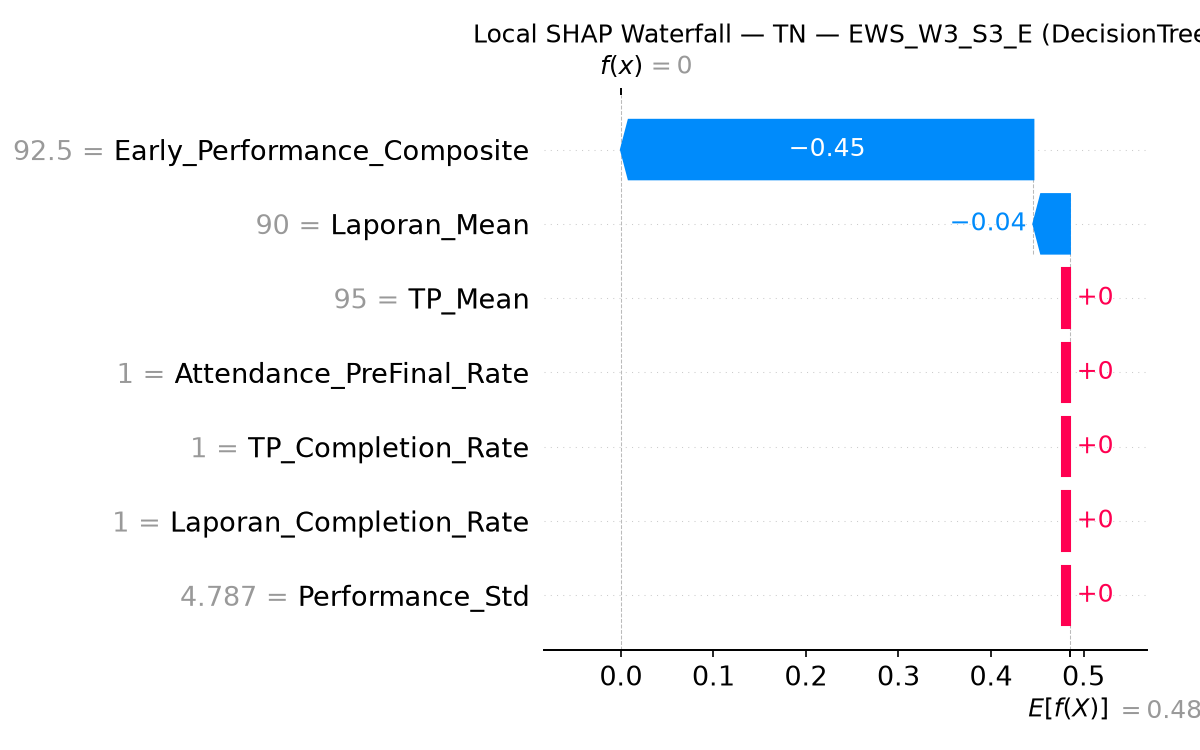 Local SHAP Waterfall — TN — EWS_W3_S3_E (DecisionTree
f(x) = 0
92.5 = Early_Performance_Composite
−0.45
90 = Laporan_Mean
−0.04
95 = TP_Mean
+0
1 = Attendance_PreFinal_Rate
+0
1 = TP_Completion_Rate
+0
1 = Laporan_Completion_Rate
+0
4.787 = Performance_Std
+0
0.0 0.1 0.2 0.3 0.4 0.5
E[f(X)] = 0.48